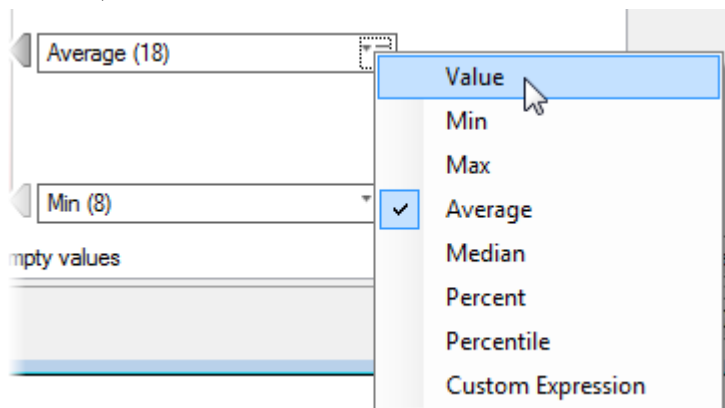 Average (18)
Value
Min
Max
Min (8)
Average
Median
mpty values
Percent
Percentile
Custom Expression